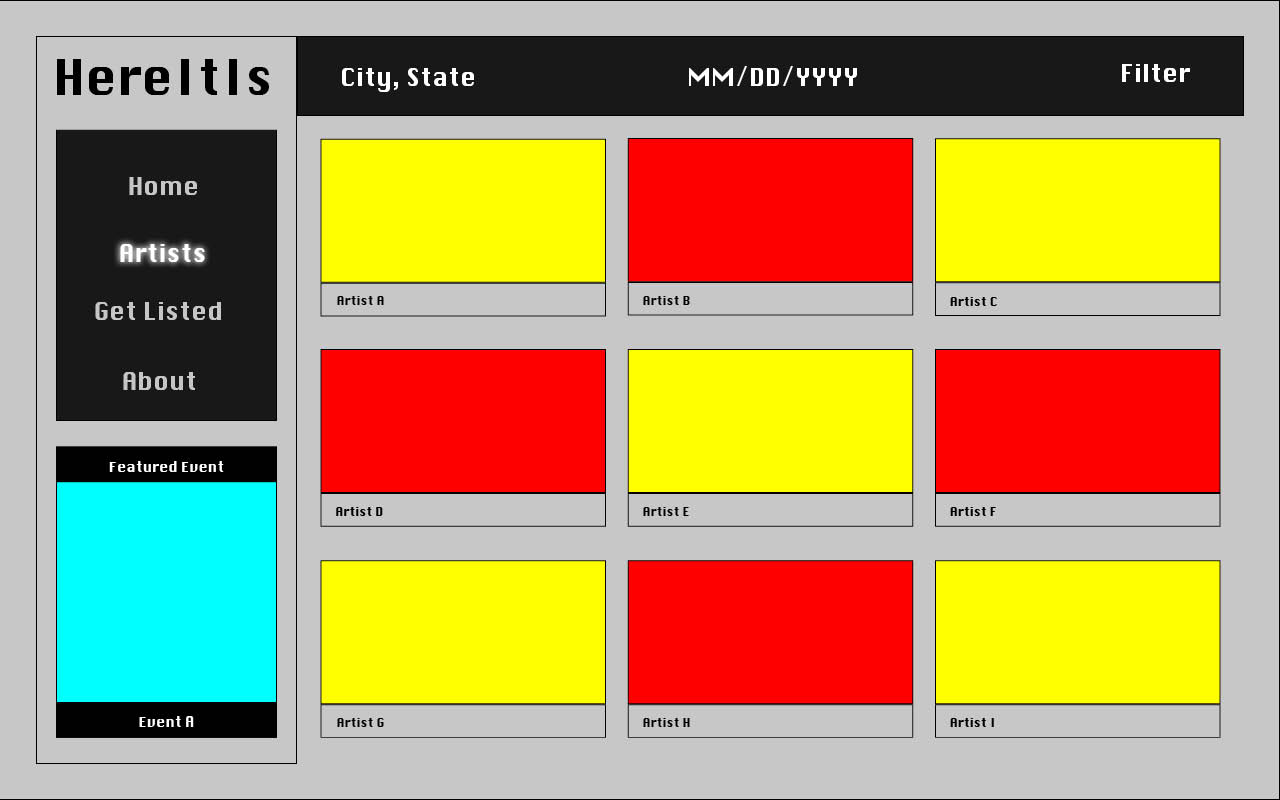 HereItIs
City, State
MM/DD/YYYY
Filter
Home
Artists
Get Listed
About
Featured Event
Event A
Artist A
Artist B
Artist C
Artist D
Artist E
Artist F
Artist G
Artist H
Artist I